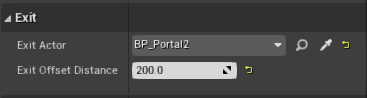 Exit
Exit Actor BP_Portal2
Exit Offset Distance 200.0